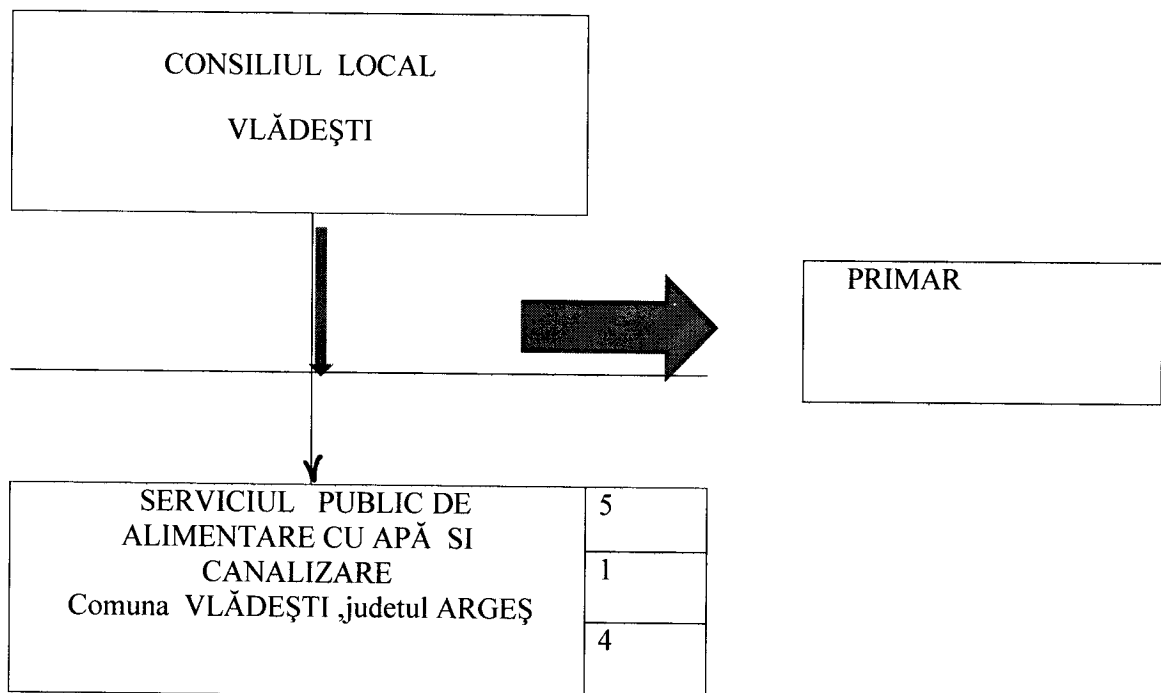 CONSILIUL LOCAL
VLĂDEŞTI
PRIMAR
SERVICIUL PUBLIC DE
ALIMENTARE CU APĂ SI
CANALIZARE
Comuna VLĂDEŞTI ,judetul ARGEŞ
5
1
4